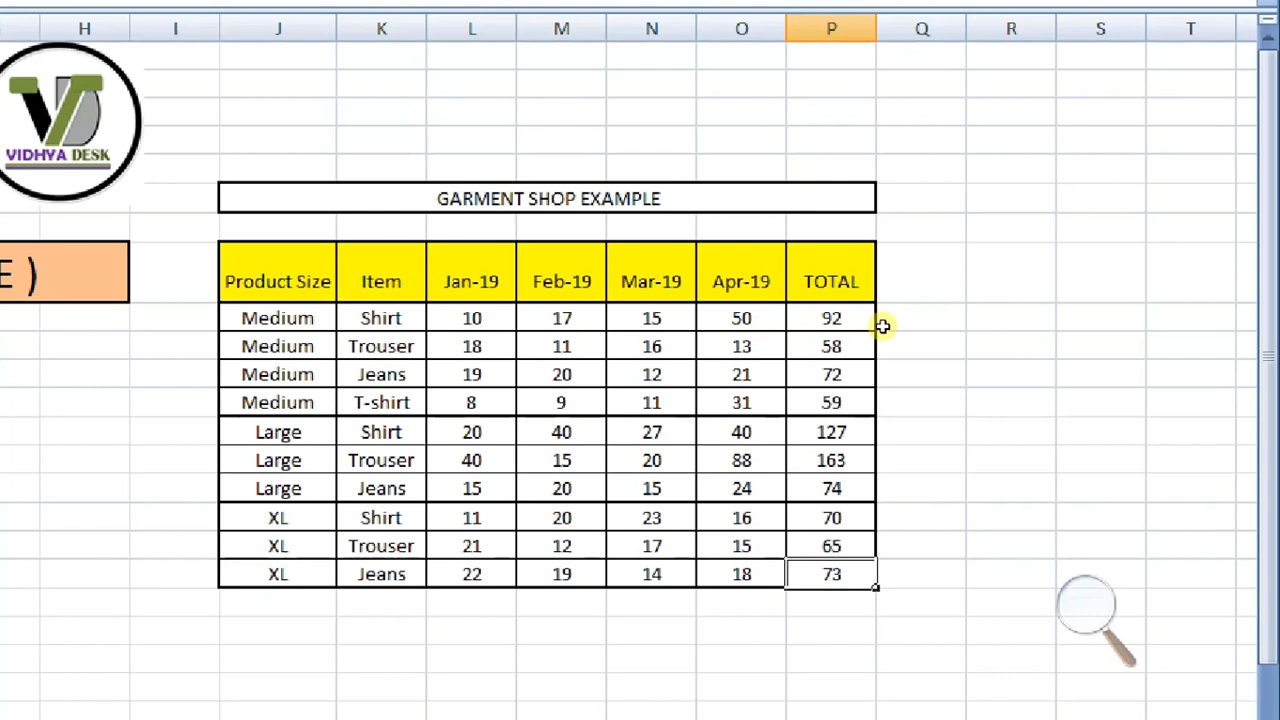 H I J K L M N O P Q R S T
VD
VIDHYA DESK
GARMENT SHOP EXAMPLE
E )
Product Size Item Jan-19 Feb-19 Mar-19 Apr-19 TOTAL
Medium Shirt 10 17 15 50 92
Medium Trouser 18 11 16 13 58
Medium Jeans 19 20 12 21 72
Medium T-shirt 8 9 11 31 59
Large Shirt 20 40 27 40 127
Large Trouser 40 15 20 88 163
Large Jeans 15 20 15 24 74
XL Shirt 11 20 23 16 70
XL Trouser 21 12 17 15 65
XL Jeans 22 19 14 18 73